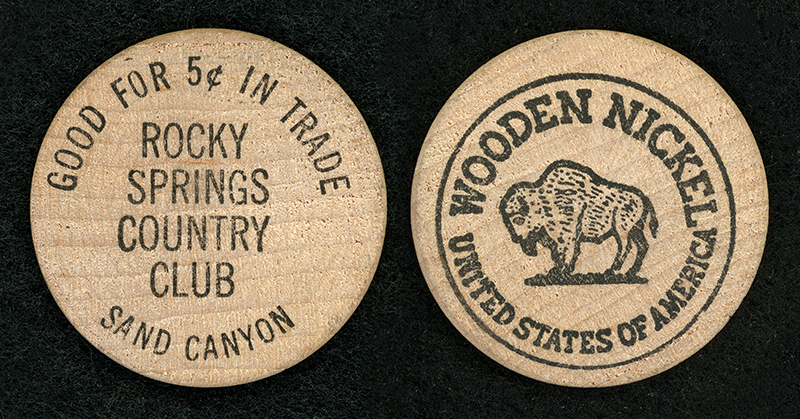 GOOD FOR 5¢ IN TRADE
ROCKY
SPRINGS
COUNTRY
CLUB
SAND CANYON
WOODEN NICKEL
UNITED STATES OF AMERICA